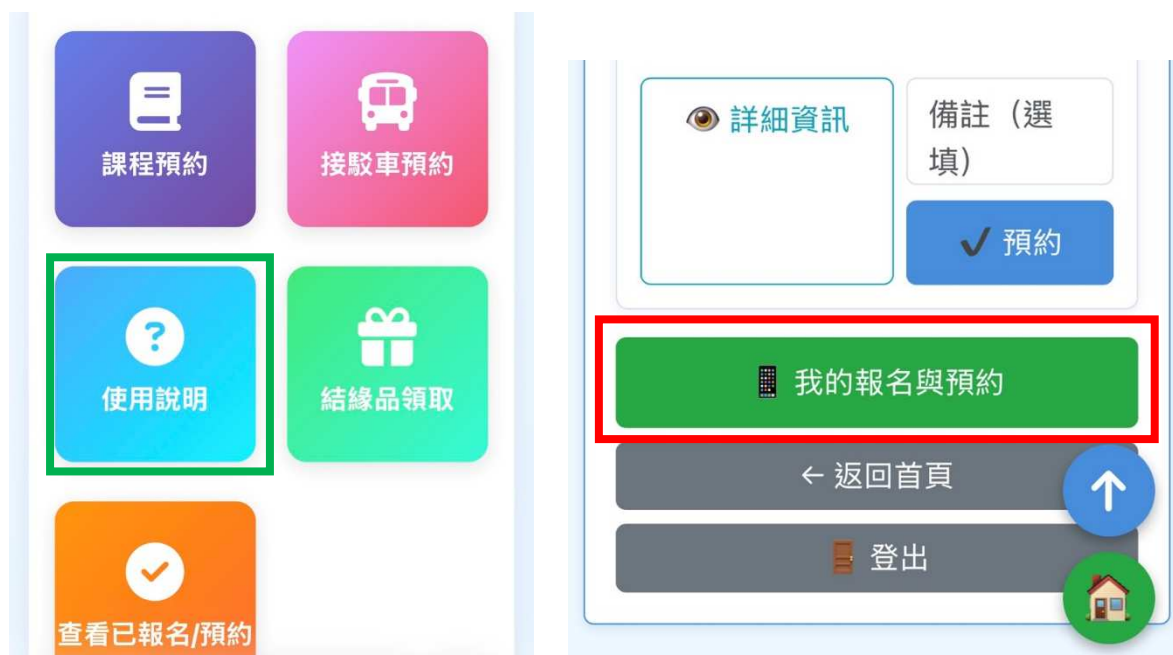 課程預約
接駁車預約
使用說明
結緣品領取
查看已報名/預約
詳細資訊
備註（選
填）
預約
我的報名與預約
← 返回首頁
登出